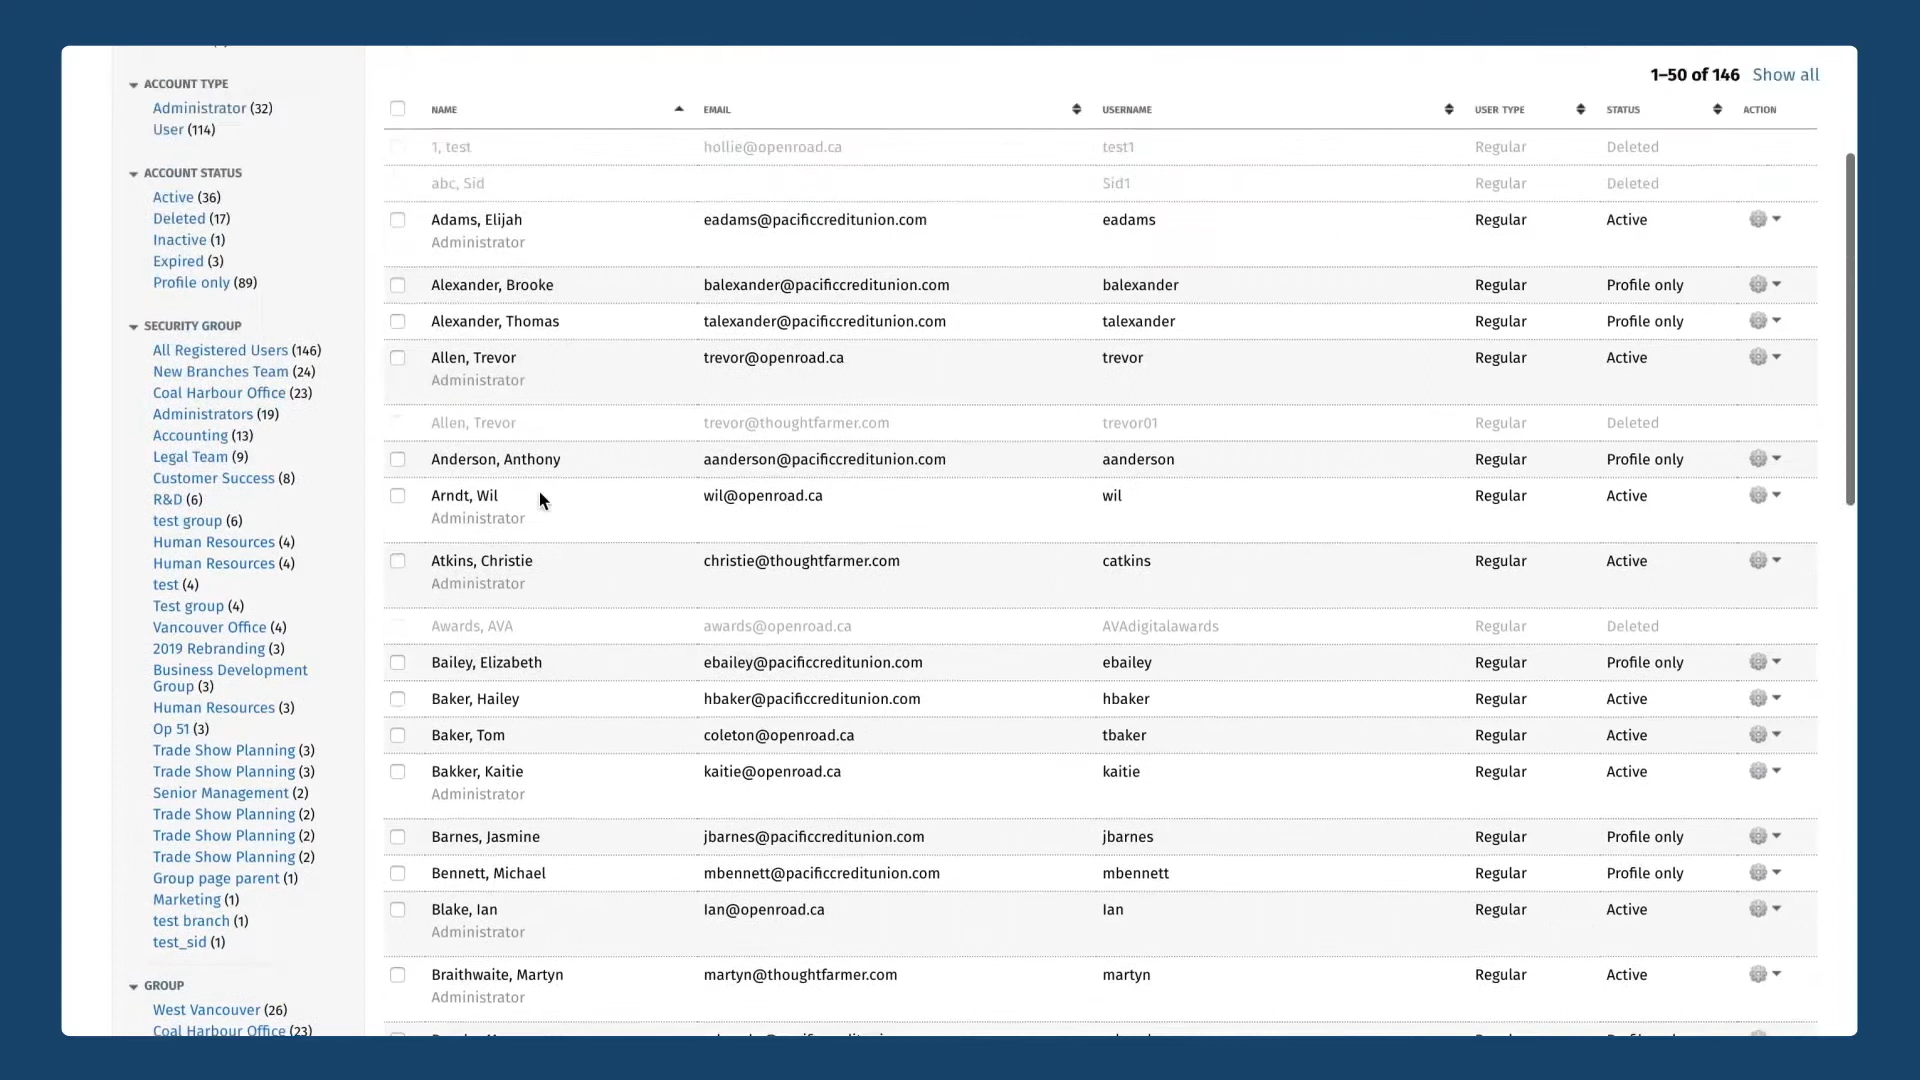 ACCOUNT TYPE
Administrator (32)
User (114)
ACCOUNT STATUS
Active (36)
Deleted (17)
Inactive (1)
Expired (3)
Profile only (89)
SECURITY GROUP
All Registered Users (146)
New Branches Team (24)
Coal Harbour Office (23)
Administrators (19)
Accounting (13)
Legal Team (9)
Customer Success (8)
R&D (6)
test group (6)
Human Resources (4)
Human Resources (4)
test (4)
Test group (4)
Vancouver Office (4)
2019 Rebranding (3)
Business Development
Group (3)
Human Resources (3)
Op 51 (3)
Trade Show Planning (3)
Trade Show Planning (3)
Senior Management (2)
Trade Show Planning (2)
Trade Show Planning (2)
Trade Show Planning (2)
Group page parent (1)
Marketing (1)
test branch (1)
test_sid (1)
GROUP
West Vancouver (26)
Coal Harbour Office (23)
1–50 of 146 Show all
NAME EMAIL USERNAME USER TYPE STATUS ACTION
1, test hollie@openroad.ca test1 Regular Deleted
abc, Sid Sid1 Regular Deleted
Adams, Elijah eadams@pacificcreditunion.com eadams Regular Active
Administrator
Alexander, Brooke balexander@pacificcreditunion.com balexander Regular Profile only
Alexander, Thomas talexander@pacificcreditunion.com talexander Regular Profile only
Allen, Trevor trevor@openroad.ca trevor Regular Active
Administrator
Allen, Trevor trevor@thoughtfarmer.com trevor01 Regular Deleted
Anderson, Anthony aanderson@pacificcreditunion.com aanderson Regular Profile only
Arndt, Wil wil@openroad.ca wil Regular Active
Administrator
Atkins, Christie christie@thoughtfarmer.com catkins Regular Active
Administrator
Awards, AVA awards@openroad.ca AVAdigitalawards Regular Deleted
Bailey, Elizabeth ebailey@pacificcreditunion.com ebailey Regular Profile only
Baker, Hailey hbaker@pacificcreditunion.com hbaker Regular Active
Baker, Tom coleton@openroad.ca tbaker Regular Active
Bakker, Kaitie kaitie@openroad.ca kaitie Regular Active
Administrator
Barnes, Jasmine jbarnes@pacificcreditunion.com jbarnes Regular Profile only
Bennett, Michael mbennett@pacificcreditunion.com mbennett Regular Profile only
Blake, Ian Ian@openroad.ca Ian Regular Active
Administrator
Braithwaite, Martyn martyn@thoughtfarmer.com martyn Regular Active
Administrator